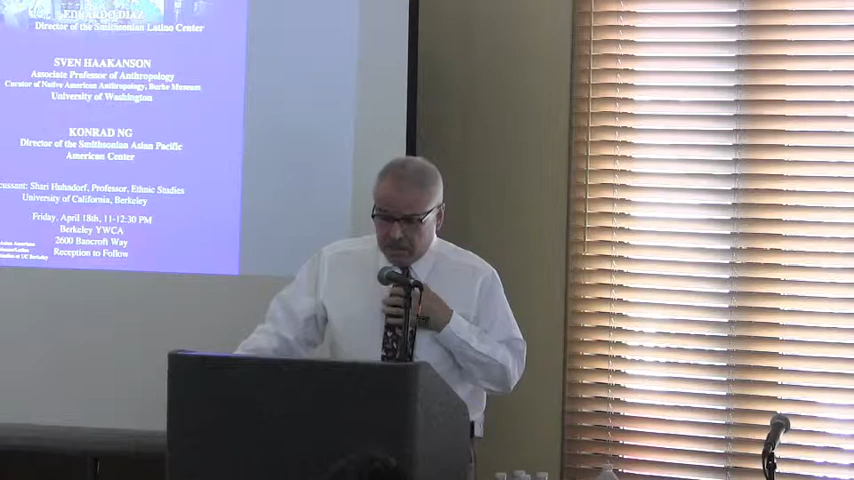 EDUARDO DIAZ
Director of the Smithsonian Latino Center
SVEN HAAKANSON
Associate Professor of Anthropology,
Curator of Native American Anthropology, Burke Museum
University of Washington
KONRAD NG
Director of the Smithsonian Asian Pacific
American Center
Shari Huhndorf, Professor, Ethnic Studies
University of California, Berkeley
Friday, April 18th, 11-12:30 PM
Berkeley YWCA
2600 Bancroft Way
Reception to Follow
at UC Berkeley